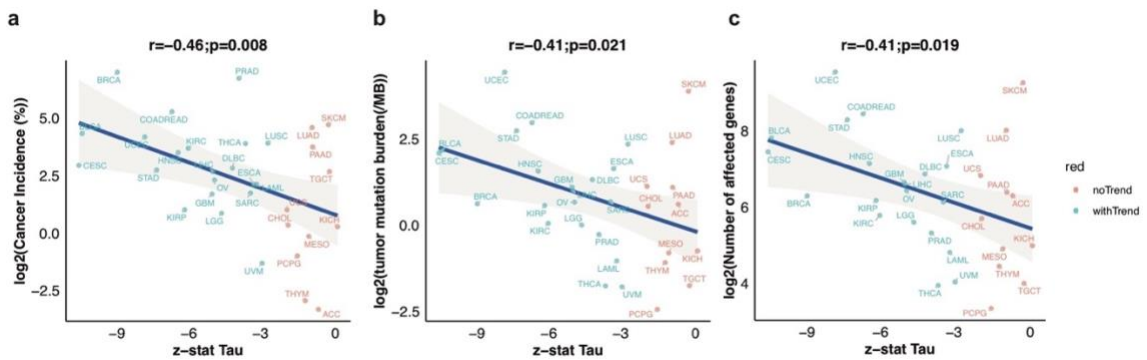 a
r=−0.46;p=0.008
log2(Cancer Incidence (%))
5.0
2.5
0.0
−2.5
BRCA
PRAD
COADREAD
SKCM
BLCA
KIRC
THCA
LUSC
LUAD
HNSC
PAAD
CESC
STAD
DLBC
ESCA
LAML
TGCT
OV
SARC
GBM
UCS
KIRP
LGG
CHOL
KICH
MESO
UVM
PCPG
THYM
ACC
−9
−6
−3
0
z−stat Tau
b
r=−0.41;p=0.021
log2(tumor mutation burden(/MB))
2.5
0.0
−2.5
UCEC
SKCM
COADREAD
STAD
LUSC
LUAD
BLCA
CESC
HNSC
ESCA
GBM
DLBC
UCS
PAAD
BRCA
OV
CHOL
ACC
KIRP
KIRC
LGG
PRAD
MESO
KICH
LAML
THYM
THCA
UVM
TGCT
PCPG
−9
−6
−3
0
z−stat Tau
c
r=−0.41;p=0.019
log2(Number of affected genes)
8
6
4
UCEC
SKCM
COADREAD
STAD
BLCA
LUSC
LUAD
CESC
HNSC
ESCA
DLBC
UCS
GBM
LIHC
BRCA
OV
SARC
PAAD
ACC
KIRP
KIRC
LGG
CHOL
PRAD
KICH
LAML
MESO
THYM
THCA
UVM
TGCT
PCPG
−9
−6
−3
0
z−stat Tau
red
noTrend
withTrend